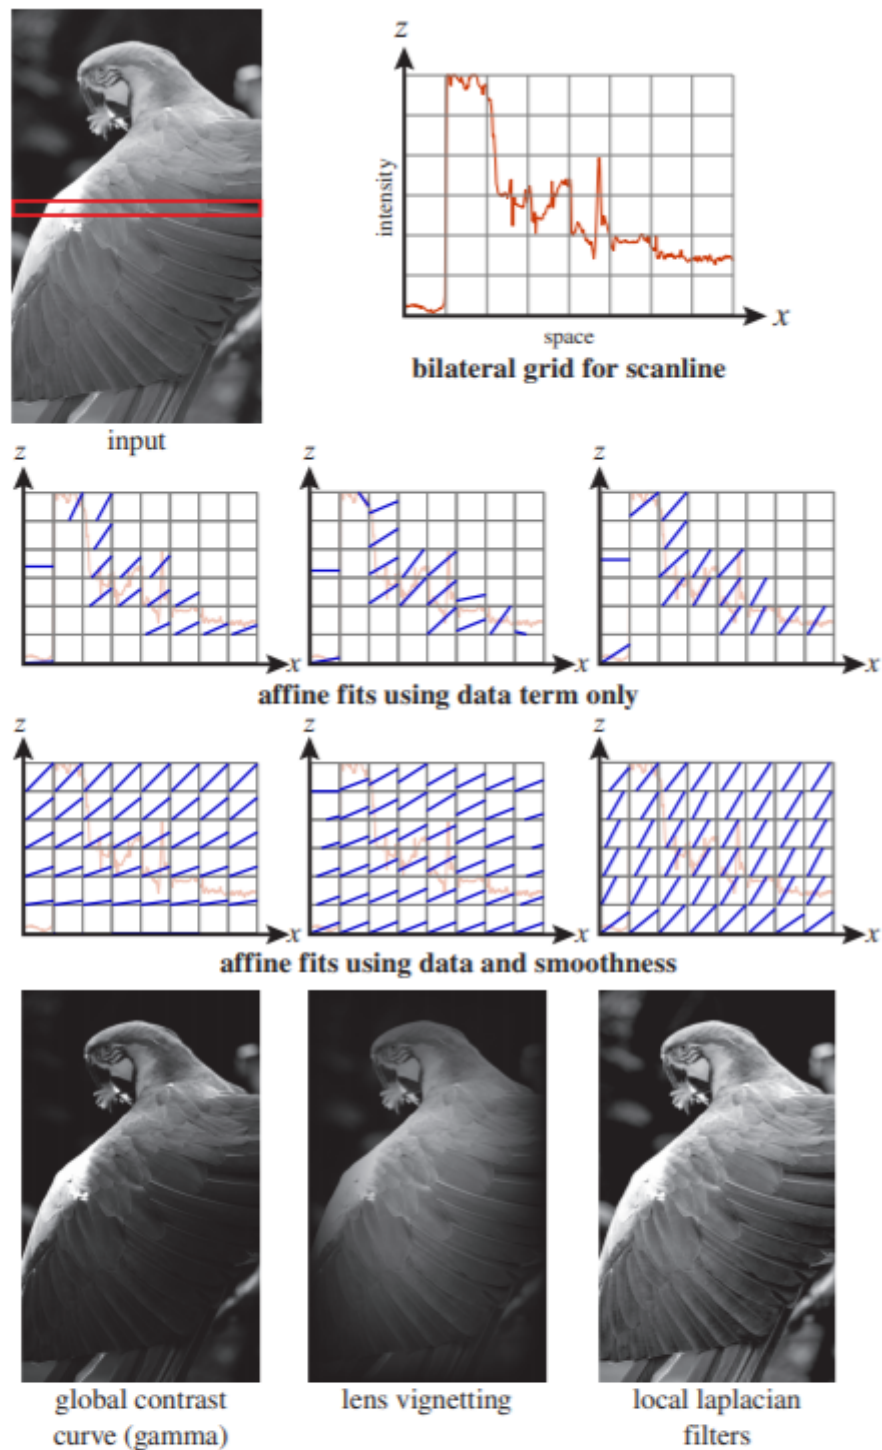 z
intensity
x
space
bilateral grid for scanline
input
z z z
x x x
affine fits using data term only
z z z
x x x
affine fits using data and smoothness
global contrast
curve (gamma)
lens vignetting
local laplacian
filters